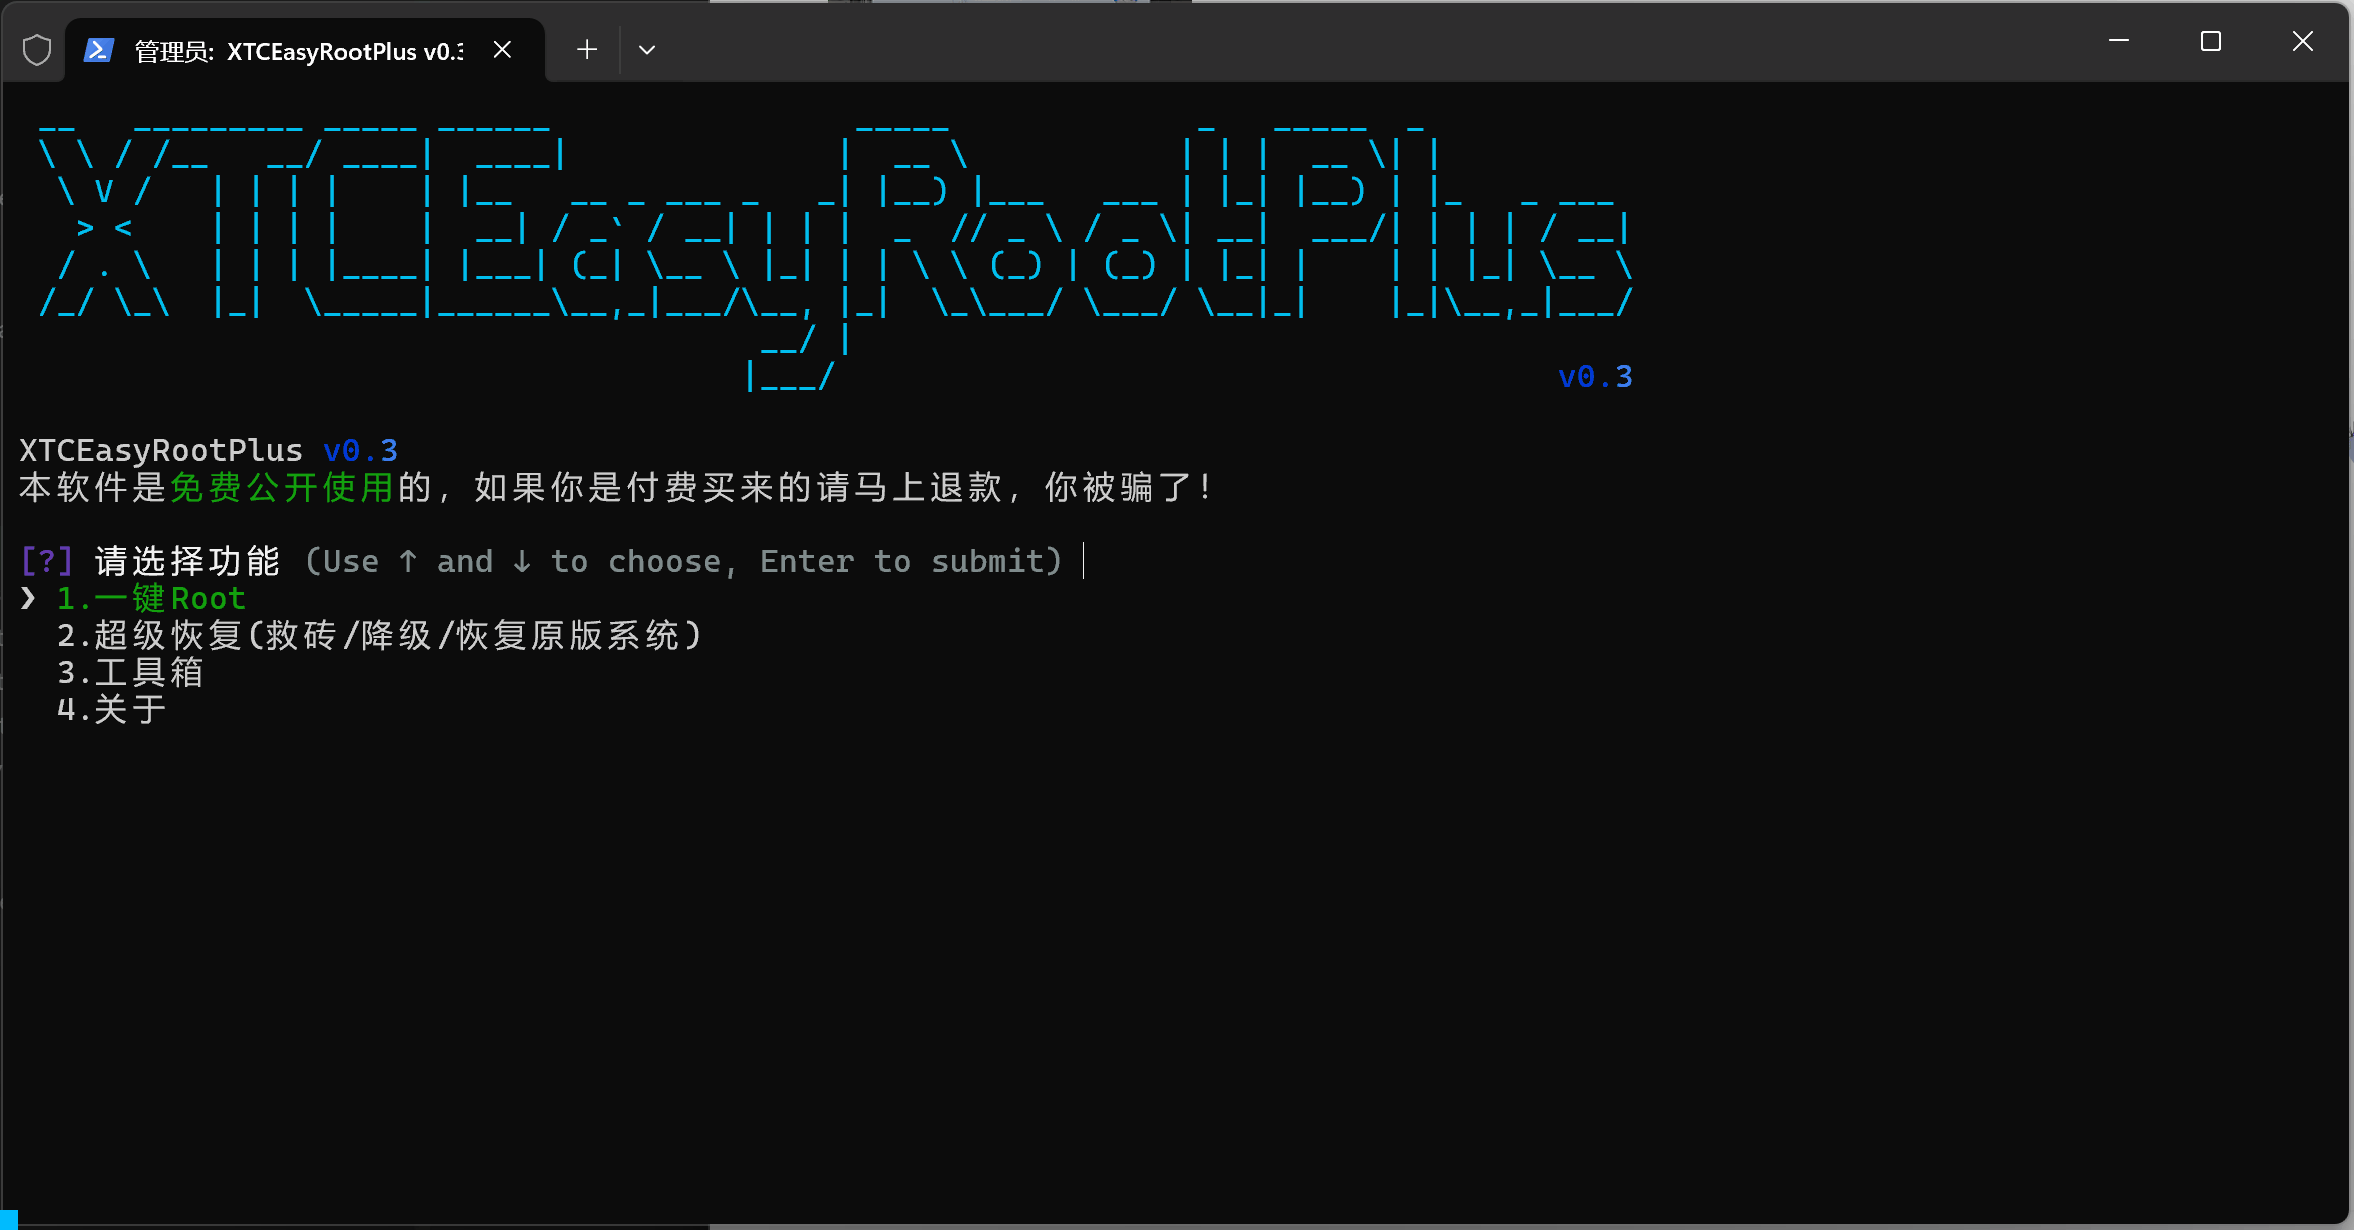 管理员: XTCEasyRootPlus v0.3
XTCEasyRootPlus
v0.3
XTCEasyRootPlus v0.3
本软件是免费公开使用的，如果你是付费买来的请马上退款，你被骗了！
[?] 请选择功能 (Use ↑ and ↓ to choose, Enter to submit)
❯ 1.一键Root
2.超级恢复(救砖/降级/恢复原版系统)
3.工具箱
4.关于